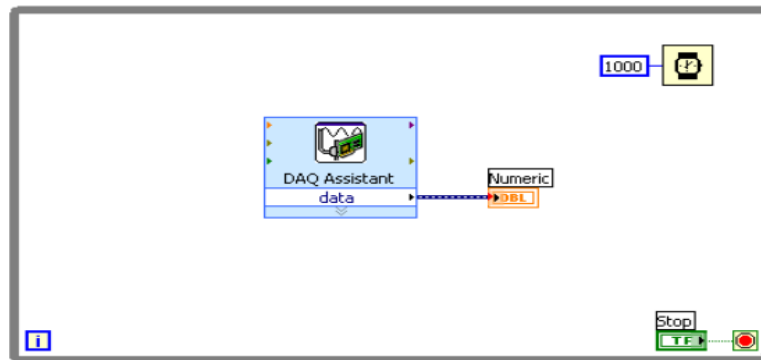 1000
DAQ Assistant
data
Numeric
DBL
Stop
TF
i